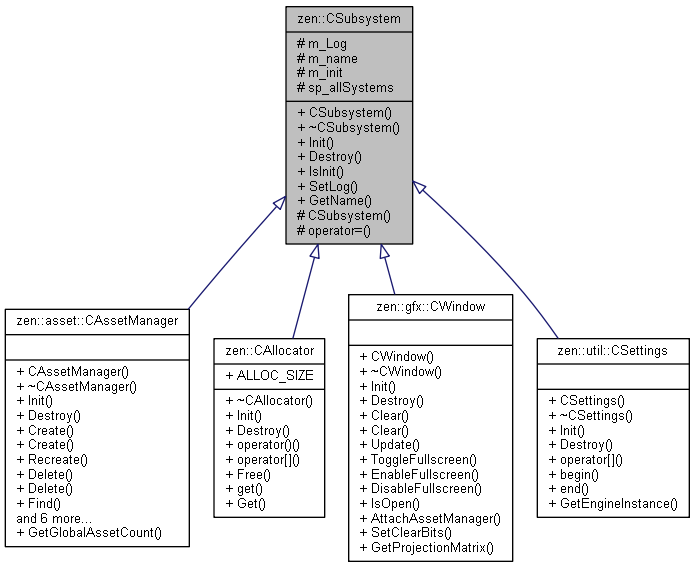 zen::CSubsystem
# m_Log
# m_name
# m_init
# sp_allSystems
+ CSubsystem()
+ ~CSubsystem()
+ Init()
+ Destroy()
+ IsInit()
+ SetLog()
+ GetName()
# CSubsystem()
# operator=()
zen::asset::CAssetManager
+ CAssetManager()
+ ~CAssetManager()
+ Init()
+ Destroy()
+ Create()
+ Create()
+ Recreate()
+ Delete()
+ Delete()
+ Find()
and 6 more...
+ GetGlobalAssetCount()
zen::CAllocator
+ ALLOC_SIZE
+ ~CAllocator()
+ Init()
+ Destroy()
+ operator()()
+ operator[]()
+ Free()
+ get()
+ Get()
zen::gfx::CWindow
+ CWindow()
+ ~CWindow()
+ Init()
+ Destroy()
+ Clear()
+ Clear()
+ Update()
+ ToggleFullscreen()
+ EnableFullscreen()
+ DisableFullscreen()
+ IsOpen()
+ AttachAssetManager()
+ SetClearBits()
+ GetProjectionMatrix()
zen::util::CSettings
+ CSettings()
+ ~CSettings()
+ Init()
+ Destroy()
+ operator[]()
+ begin()
+ end()
+ GetEngineInstance()